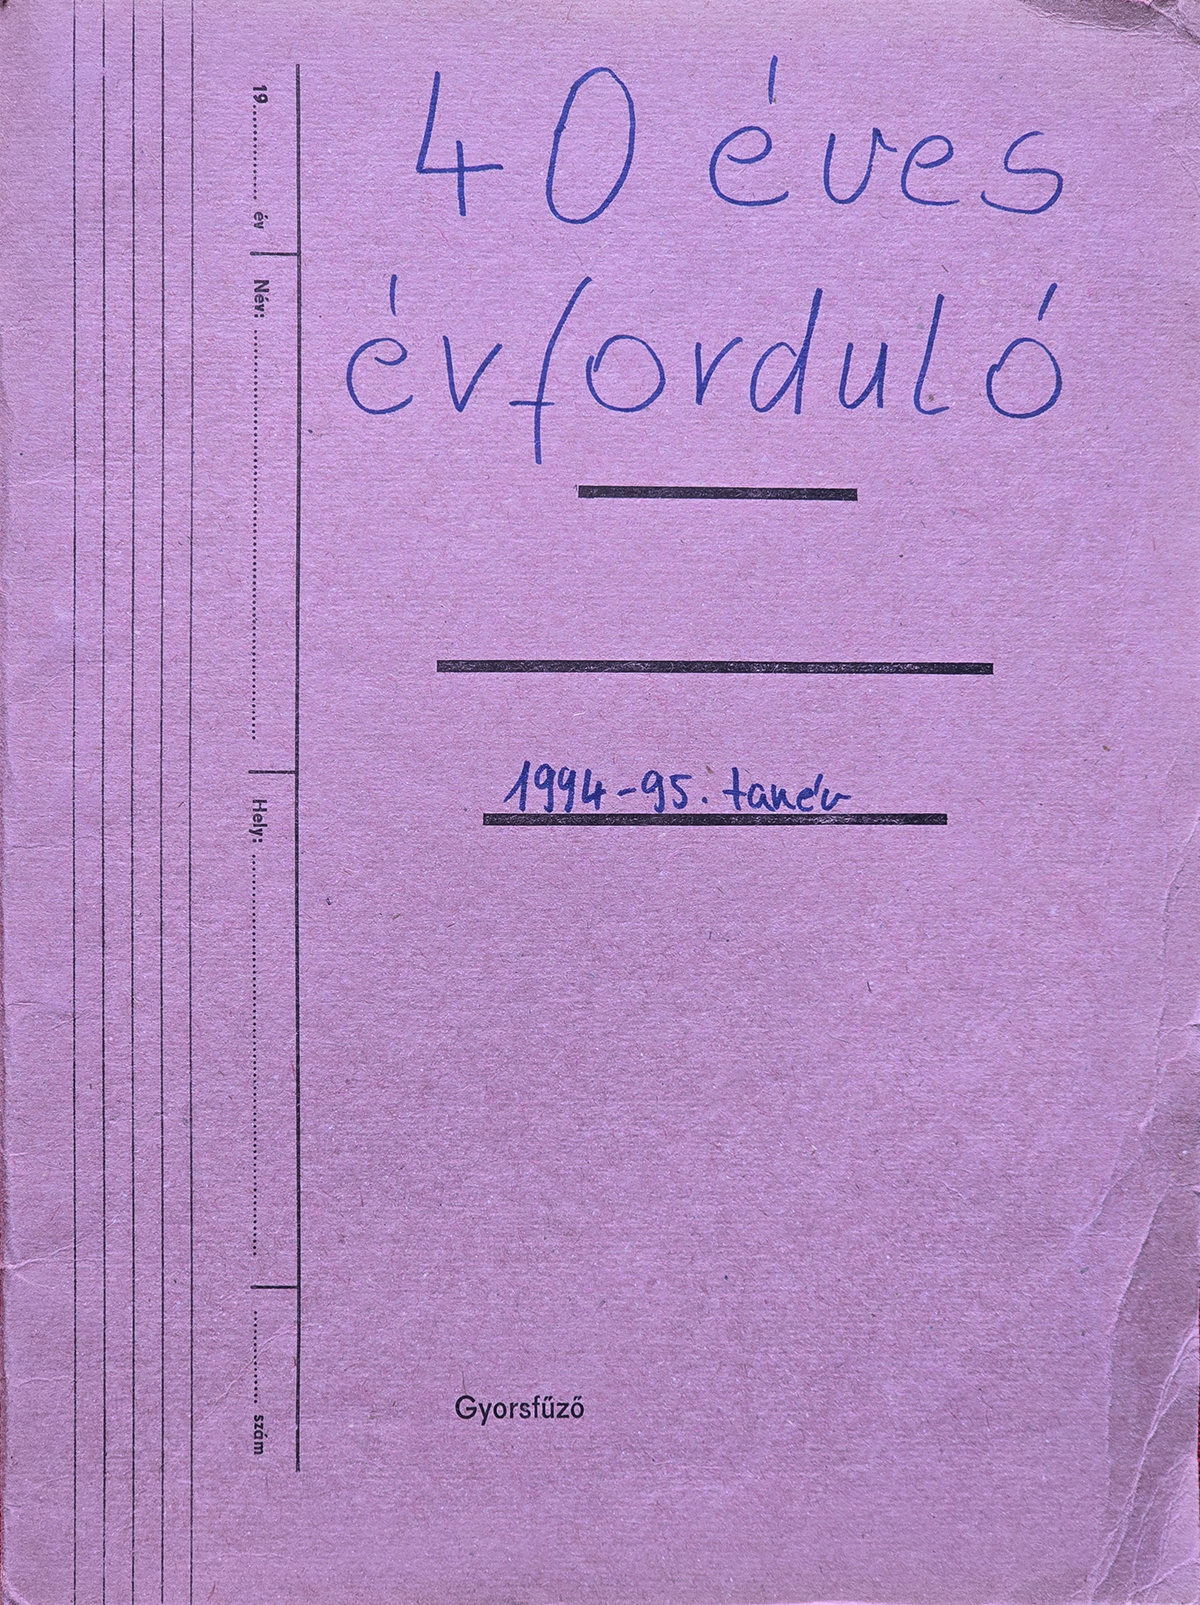 40 éves
évforduló
1994-95. tanév
Gyorsfűző
19............. év
Név: ..............................
Hely: ..............................
............. szám